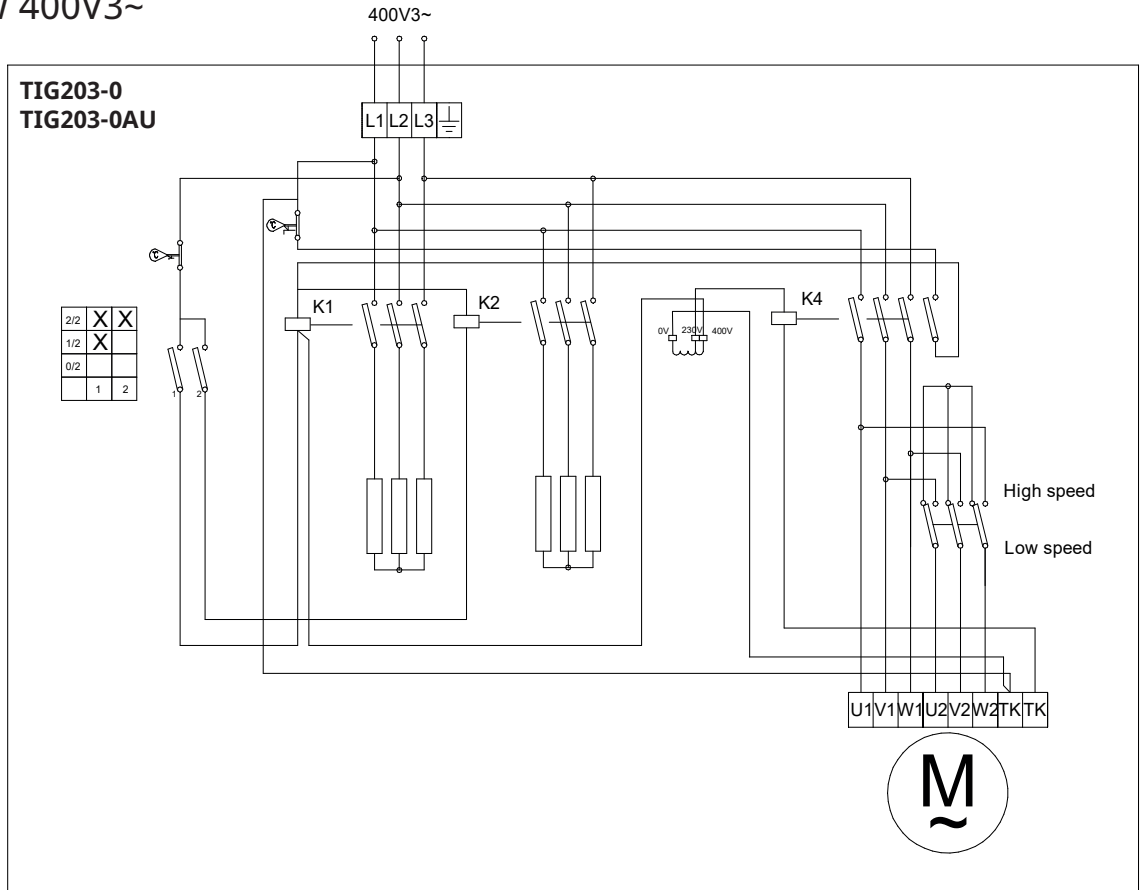 400V3~
400V3~
TIG203-0
TIG203-0AU
L1 L2 L3
K1
K2
K4
0V 230V 400V
2/2 X X
1/2 X
0/2
1 2
1 2
High speed
Low speed
U1 V1 W1 U2 V2 W2 TK TK
M
~